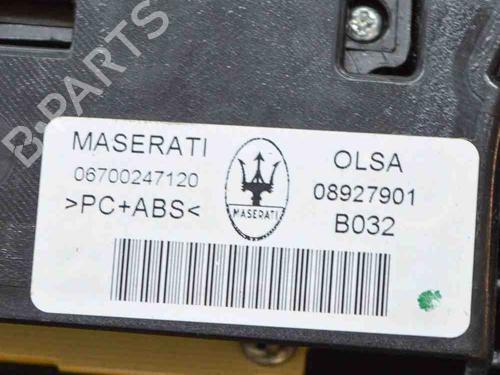 B-PARTS
MASERATI
06700247120
>PC+ABS<
MASERATI
OLSA
08927901
B032